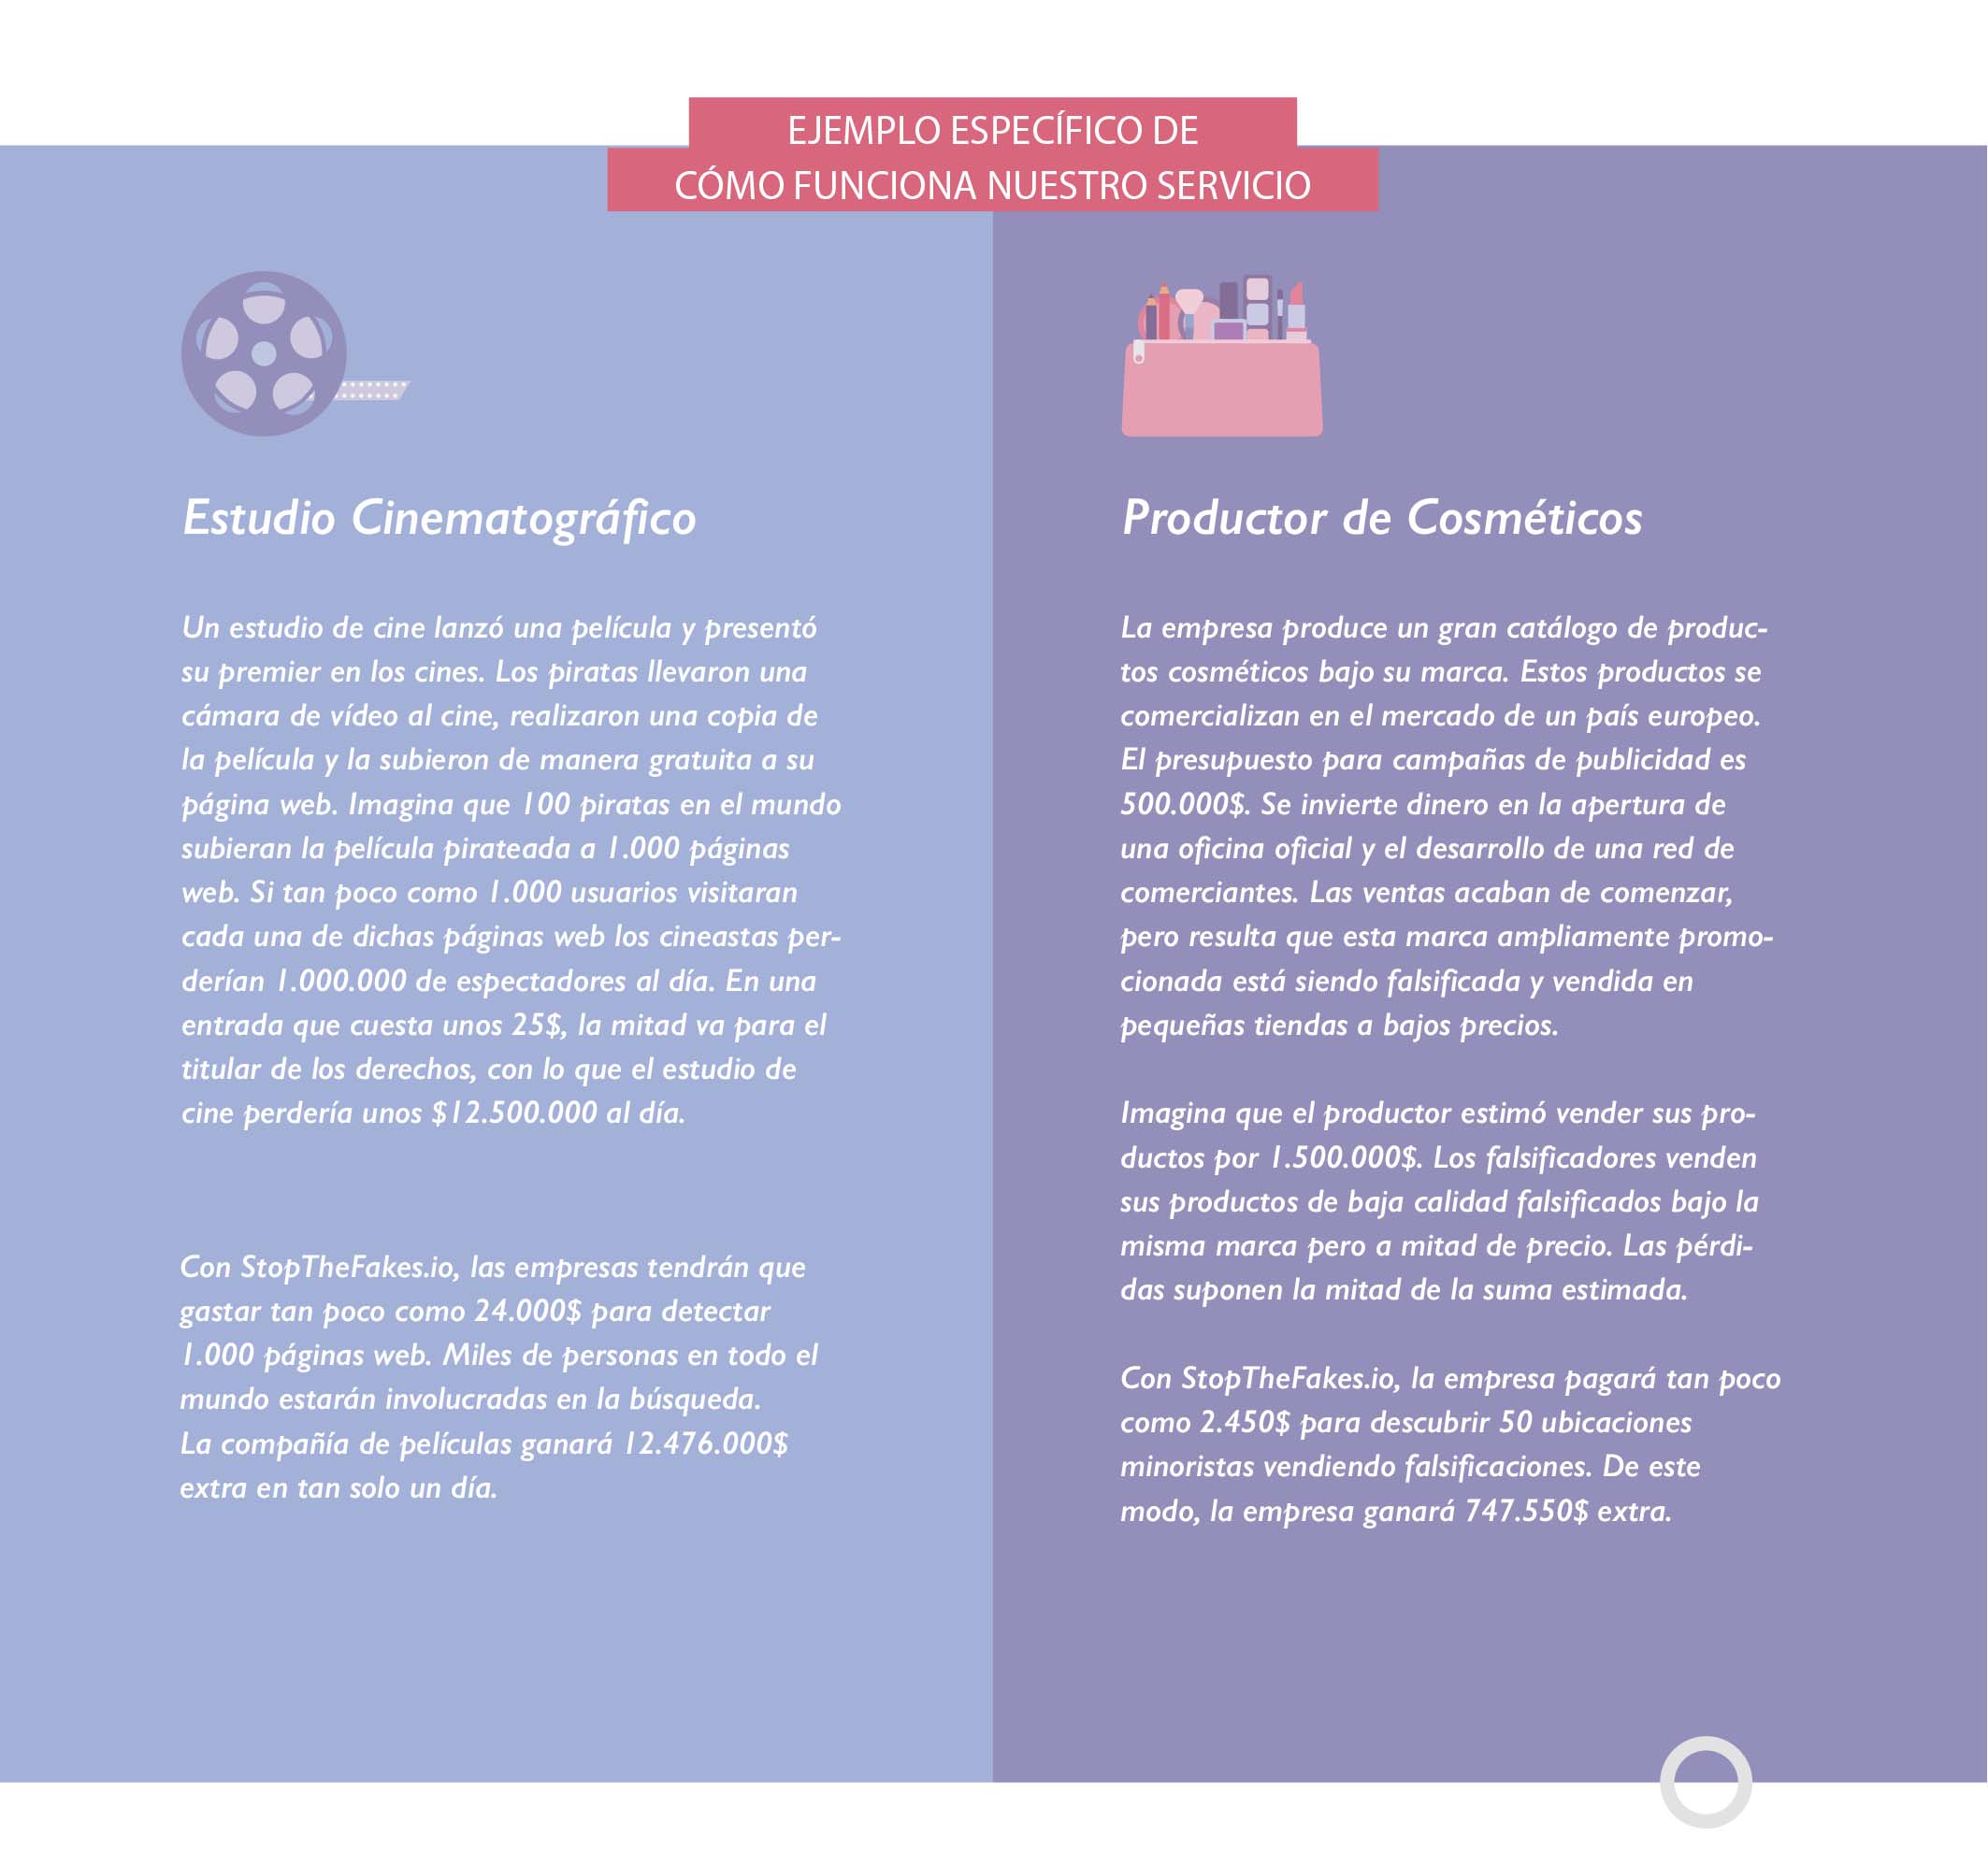 EJEMPLO ESPECÍFICO DE
CÓMO FUNCIONA NUESTRO SERVICIO
Estudio Cinematográfico
Un estudio de cine lanzó una película y presentó
su premier en los cines. Los piratas llevaron una
cámara de vídeo al cine, realizaron una copia de
la película y la subieron de manera gratuita a su
página web. Imagina que 100 piratas en el mundo
subieran la película pirateada a 1.000 páginas
web. Si tan poco como 1.000 usuarios visitaran
cada una de dichas páginas web los cineastas per-
derían 1.000.000 de espectadores al día. En una
entrada que cuesta unos 25$, la mitad va para el
titular de los derechos, con lo que el estudio de
cine perdería unos $12.500.000 al día.
Con StopTheFakes.io, las empresas tendrán que
gastar tan poco como 24.000$ para detectar
1.000 páginas web. Miles de personas en todo el
mundo estarán involucradas en la búsqueda.
La compañía de películas ganará 12.476.000$
extra en tan solo un día.
Productor de Cosméticos
La empresa produce un gran catálogo de produc-
tos cosméticos bajo su marca. Estos productos se
comercializan en el mercado de un país europeo.
El presupuesto para campañas de publicidad es
500.000$. Se invierte dinero en la apertura de
una oficina oficial y el desarrollo de una red de
comerciantes. Las ventas acaban de comenzar,
pero resulta que esta marca ampliamente promo-
cionada está siendo falsificada y vendida en
pequeñas tiendas a bajos precios.
Imagina que el productor estimó vender sus pro-
ductos por 1.500.000$. Los falsificadores venden
sus productos de baja calidad falsificados bajo la
misma marca pero a mitad de precio. Las pérdi-
das suponen la mitad de la suma estimada.
Con StopTheFakes.io, la empresa pagará tan poco
como 2.450$ para descubrir 50 ubicaciones
minoristas vendiendo falsificaciones. De este
modo, la empresa ganará 747.550$ extra.